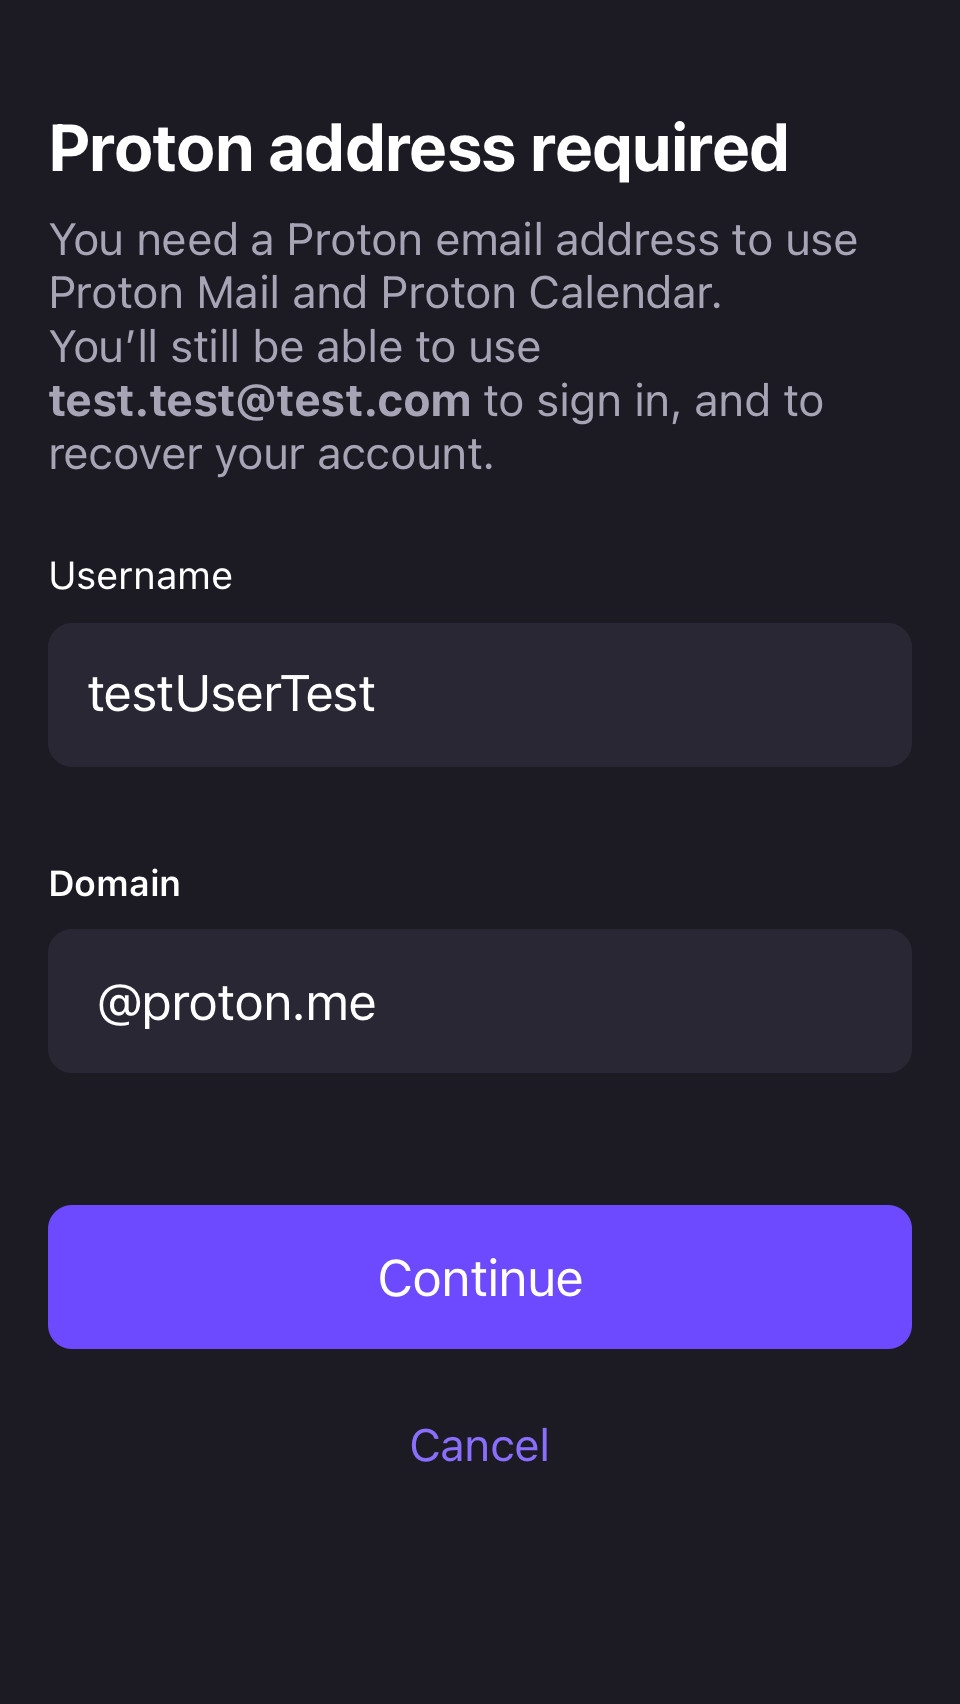 Proton address required
You need a Proton email address to use
Proton Mail and Proton Calendar.
You’ll still be able to use
test.test@test.com to sign in, and to
recover your account.
Username
testUserTest
Domain
@proton.me
Continue
Cancel